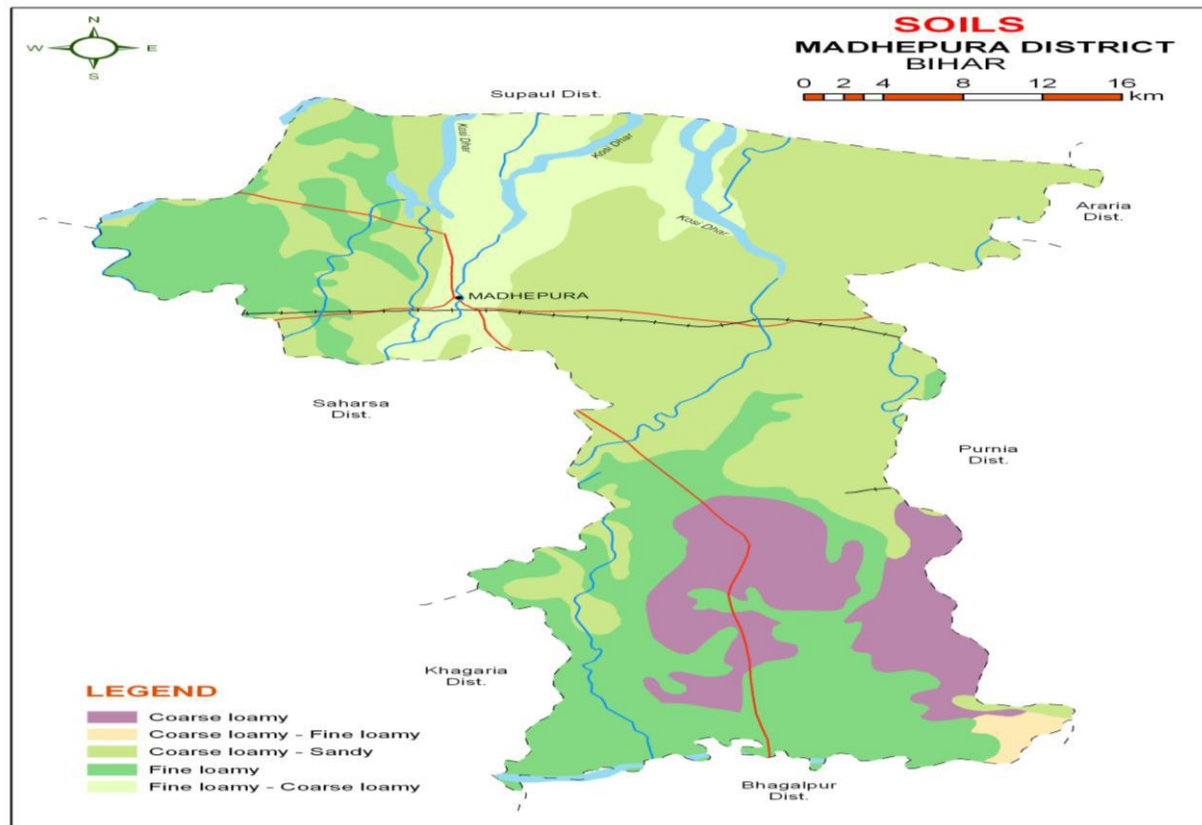 N
W E
S
SOILS
MADHEPURA DISTRICT
BIHAR
0 2 4 8 12 16
km
Supaul Dist.
Kosi Dhar
Kosi Dhar
Kosi Dhar
Araria
Dist.
MADHEPURA
Saharsa
Dist.
Purnia
Dist.
Khagaria
Dist.
Bhagalpur
Dist.
LEGEND
Coarse loamy
Coarse loamy - Fine loamy
Coarse loamy - Sandy
Fine loamy
Fine loamy - Coarse loamy